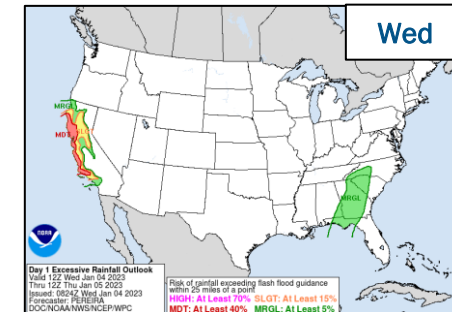 Wed
MRGL
MDT
SLGT
MRGL
noaa
Day 1 Excessive Rainfall Outlook
Valid 12Z Wed Jan 04 2023
Thru 12Z Thu Jan 05 2023
Issued: 0824Z Wed Jan 04 2023
Forecaster: PEREIRA
DOC/NOAA/NWS/NCEP/WPC
Risk of rainfall exceeding flash flood guidance
within 25 miles of a point
HIGH: At Least 70% SLGT: At Least 15%
MDT: At Least 40% MRGL: At Least 5%